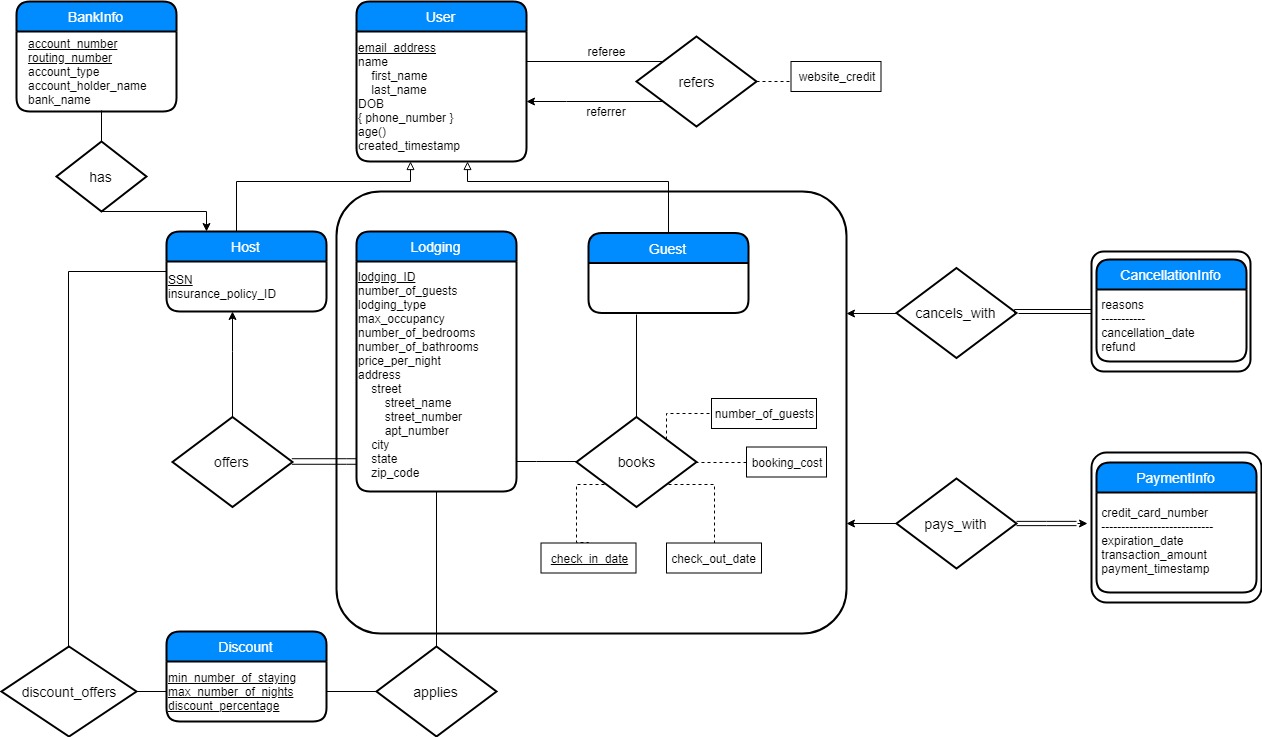 BankInfo
account_number
routing_number
account_type
account_holder_name
bank_name
User
email_address
name
first_name
last_name
DOB
{ phone_number }
age()
created_timestamp
referee
referrer
refers
website_credit
has
Host
SSN
insurance_policy_ID
Lodging
lodging_ID
number_of_guests
lodging_type
max_occupancy
number_of_bedrooms
number_of_bathrooms
price_per_night
address
street
street_name
street_number
apt_number
city
state
zip_code
Guest
cancels_with
CancellationInfo
reasons
-----------
cancellation_date
refund
offers
books
number_of_guests
booking_cost
check_in_date
check_out_date
pays_with
PaymentInfo
credit_card_number
----------------------------
expiration_date
transaction_amount
payment_timestamp
discount_offers
Discount
min_number_of_staying
max_number_of_nights
discount_percentage
applies